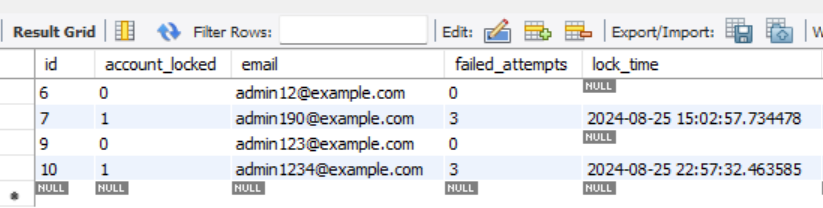 Result Grid Filter Rows: Edit: Export/Import: W
id account_locked email failed_attempts lock_time
6 0 admin12@example.com 0 NULL
7 1 admin190@example.com 3 2024-08-25 15:02:57.734478
9 0 admin123@example.com 0 NULL
10 1 admin1234@example.com 3 2024-08-25 22:57:32.463585
NULL NULL NULL NULL NULL